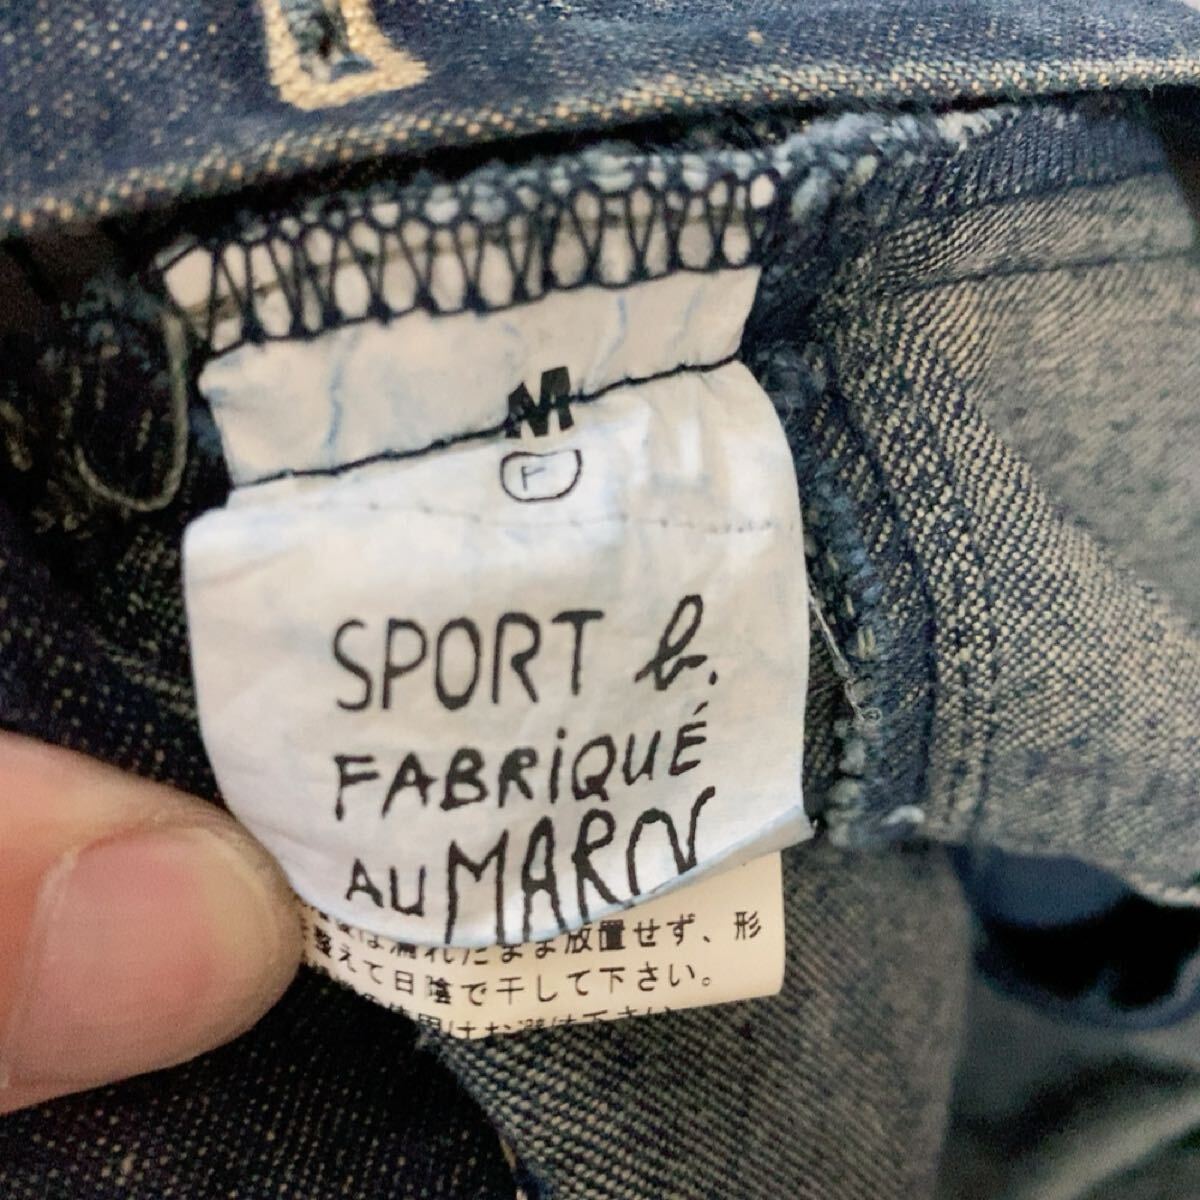 M
F
SPORT b.
FABRiQUÉ
AU MAROC
は濡れたまま放置せず、形
整えて日陰で干して下さい。